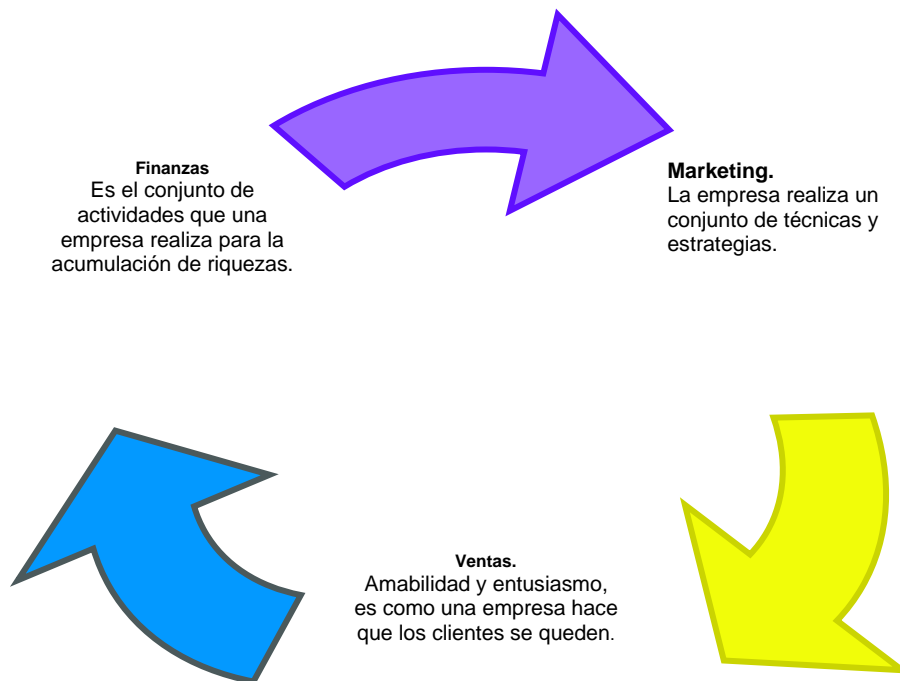 Finanzas
Es el conjunto de
actividades que una
empresa realiza para la
acumulación de riquezas.
Marketing.
La empresa realiza un
conjunto de técnicas y
estrategias.
Ventas.
Amabilidad y entusiasmo,
es como una empresa hace
que los clientes se queden.